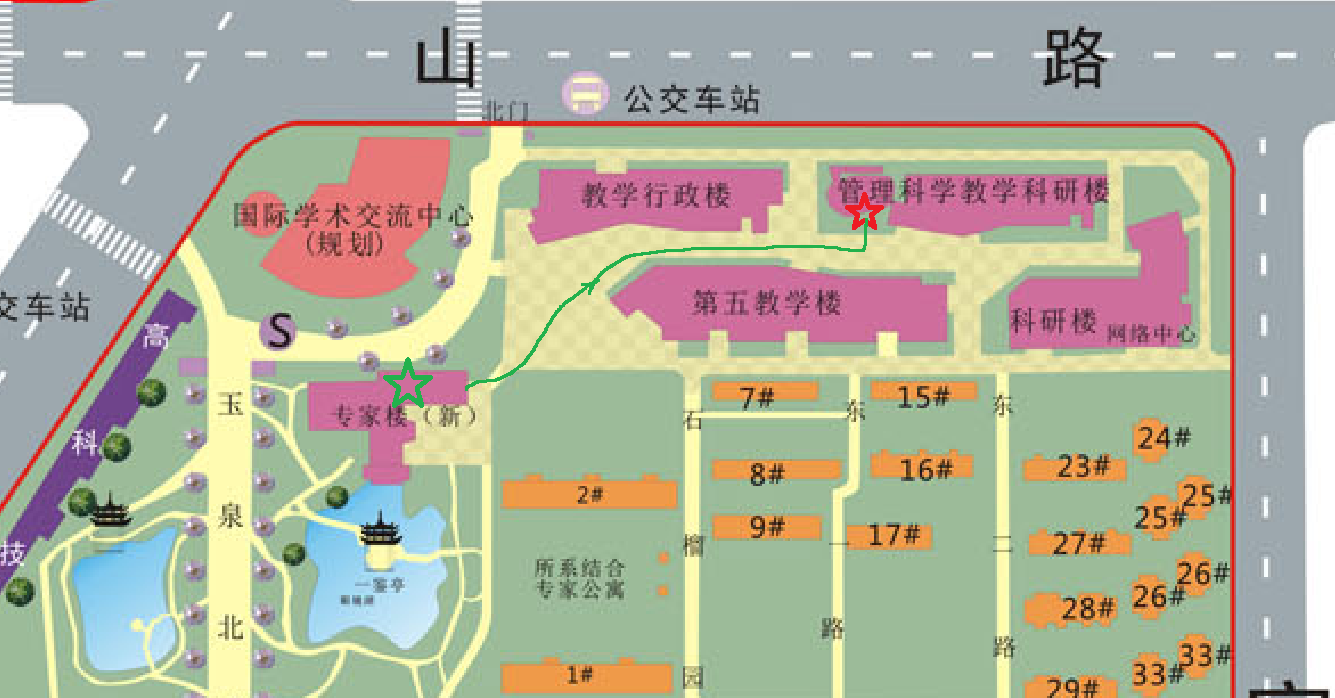 山
路
公交车站
北门
教学行政楼
管理科学教学科研楼
国际学术交流中心
(规划)
交车站
第五教学楼
科研楼
网络中心
S
高
科
技
专家楼（新）
玉
泉
北
7#
15#
石
榴
园
东
一
路
东
二
路
24#
8#
16#
23#
25#
25#
2#
9#
17#
27#
所系结合
专家公寓
一鉴亭
26#
26#
28#
33#
33#
1#
29#